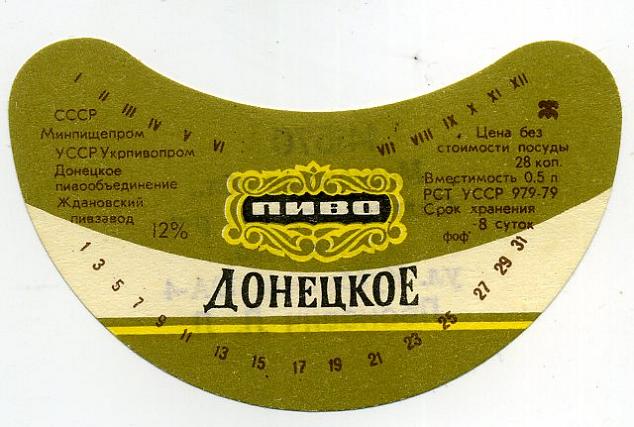 I II III IV V VI VII VIII IX X XI XII
СССР
Минпищепром
УССР Укрпивопром
Донецкое
пивообъединение
Ждановский
пивзавод
12%
ПИВО
ДОНЕЦКОЕ
Цена без
стоимости посуды
28 коп.
Вместимость 0,5 л
РСТ УССР 979-79
Срок хранения
8 суток
фоф
1 3 5 7 9 11 13 15 17 19 21 23 25 27 29 31